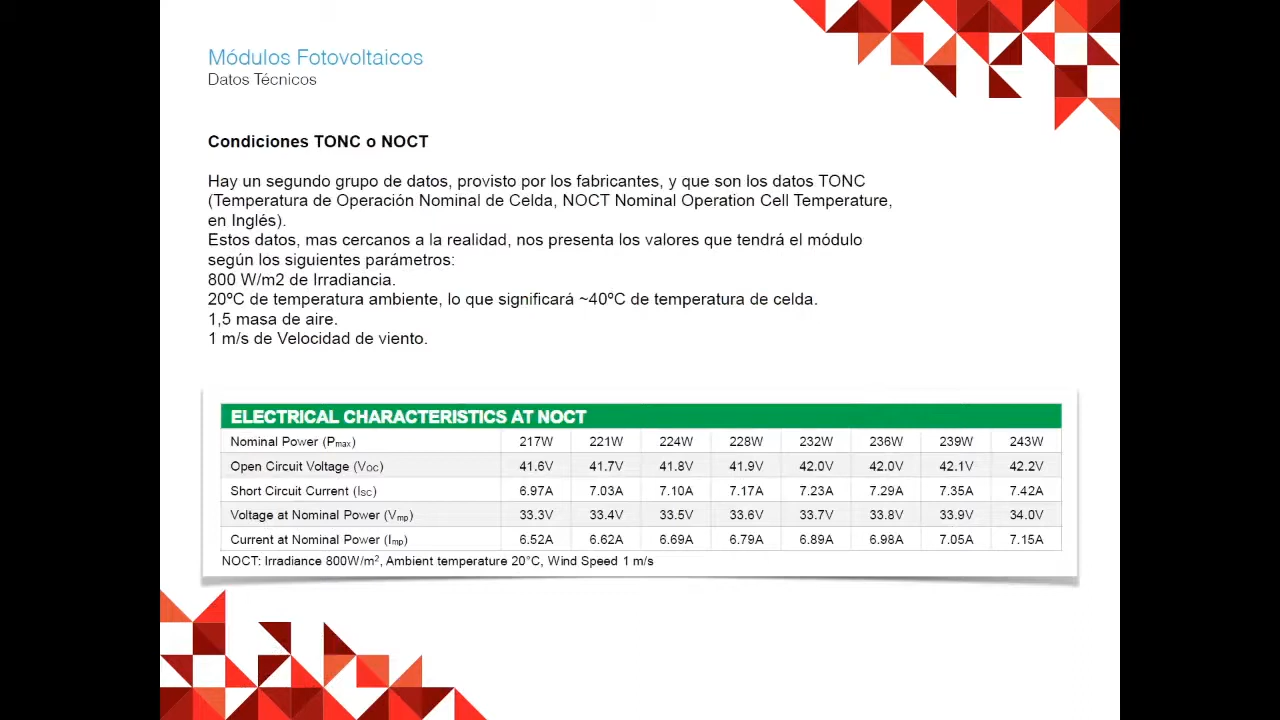 Módulos Fotovoltaicos
Datos Técnicos
Condiciones TONC o NOCT
Hay un segundo grupo de datos, provisto por los fabricantes, y que son los datos TONC
(Temperatura de Operación Nominal de Celda, NOCT Nominal Operation Cell Temperature,
en Inglés).
Estos datos, mas cercanos a la realidad, nos presenta los valores que tendrá el módulo
según los siguientes parámetros:
800 W/m2 de Irradiancia.
20ºC de temperatura ambiente, lo que significará ~40ºC de temperatura de celda.
1,5 masa de aire.
1 m/s de Velocidad de viento.
ELECTRICAL CHARACTERISTICS AT NOCT
Nominal Power (Pmax) 217W 221W 224W 228W 232W 236W 239W 243W
Open Circuit Voltage (VOC) 41.6V 41.7V 41.8V 41.9V 42.0V 42.0V 42.1V 42.2V
Short Circuit Current (ISC) 6.97A 7.03A 7.10A 7.17A 7.23A 7.29A 7.35A 7.42A
Voltage at Nominal Power (Vmp) 33.3V 33.4V 33.5V 33.6V 33.7V 33.8V 33.9V 34.0V
Current at Nominal Power (Imp) 6.52A 6.62A 6.69A 6.79A 6.89A 6.98A 7.05A 7.15A
NOCT: Irradiance 800W/m², Ambient temperature 20°C, Wind Speed 1 m/s